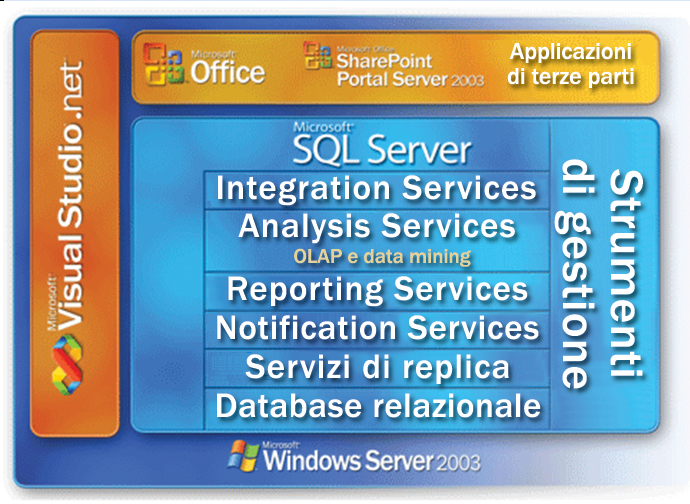 Microsoft
Visual Studio.net
Microsoft
Office
Microsoft Office
SharePoint
Portal Server 2003
Applicazioni
di terze parti
Microsoft
SQL Server
Integration Services
Analysis Services
OLAP e data mining
Reporting Services
Notification Services
Servizi di replica
Database relazionale
Strumenti
di gestione
Microsoft
Windows Server 2003